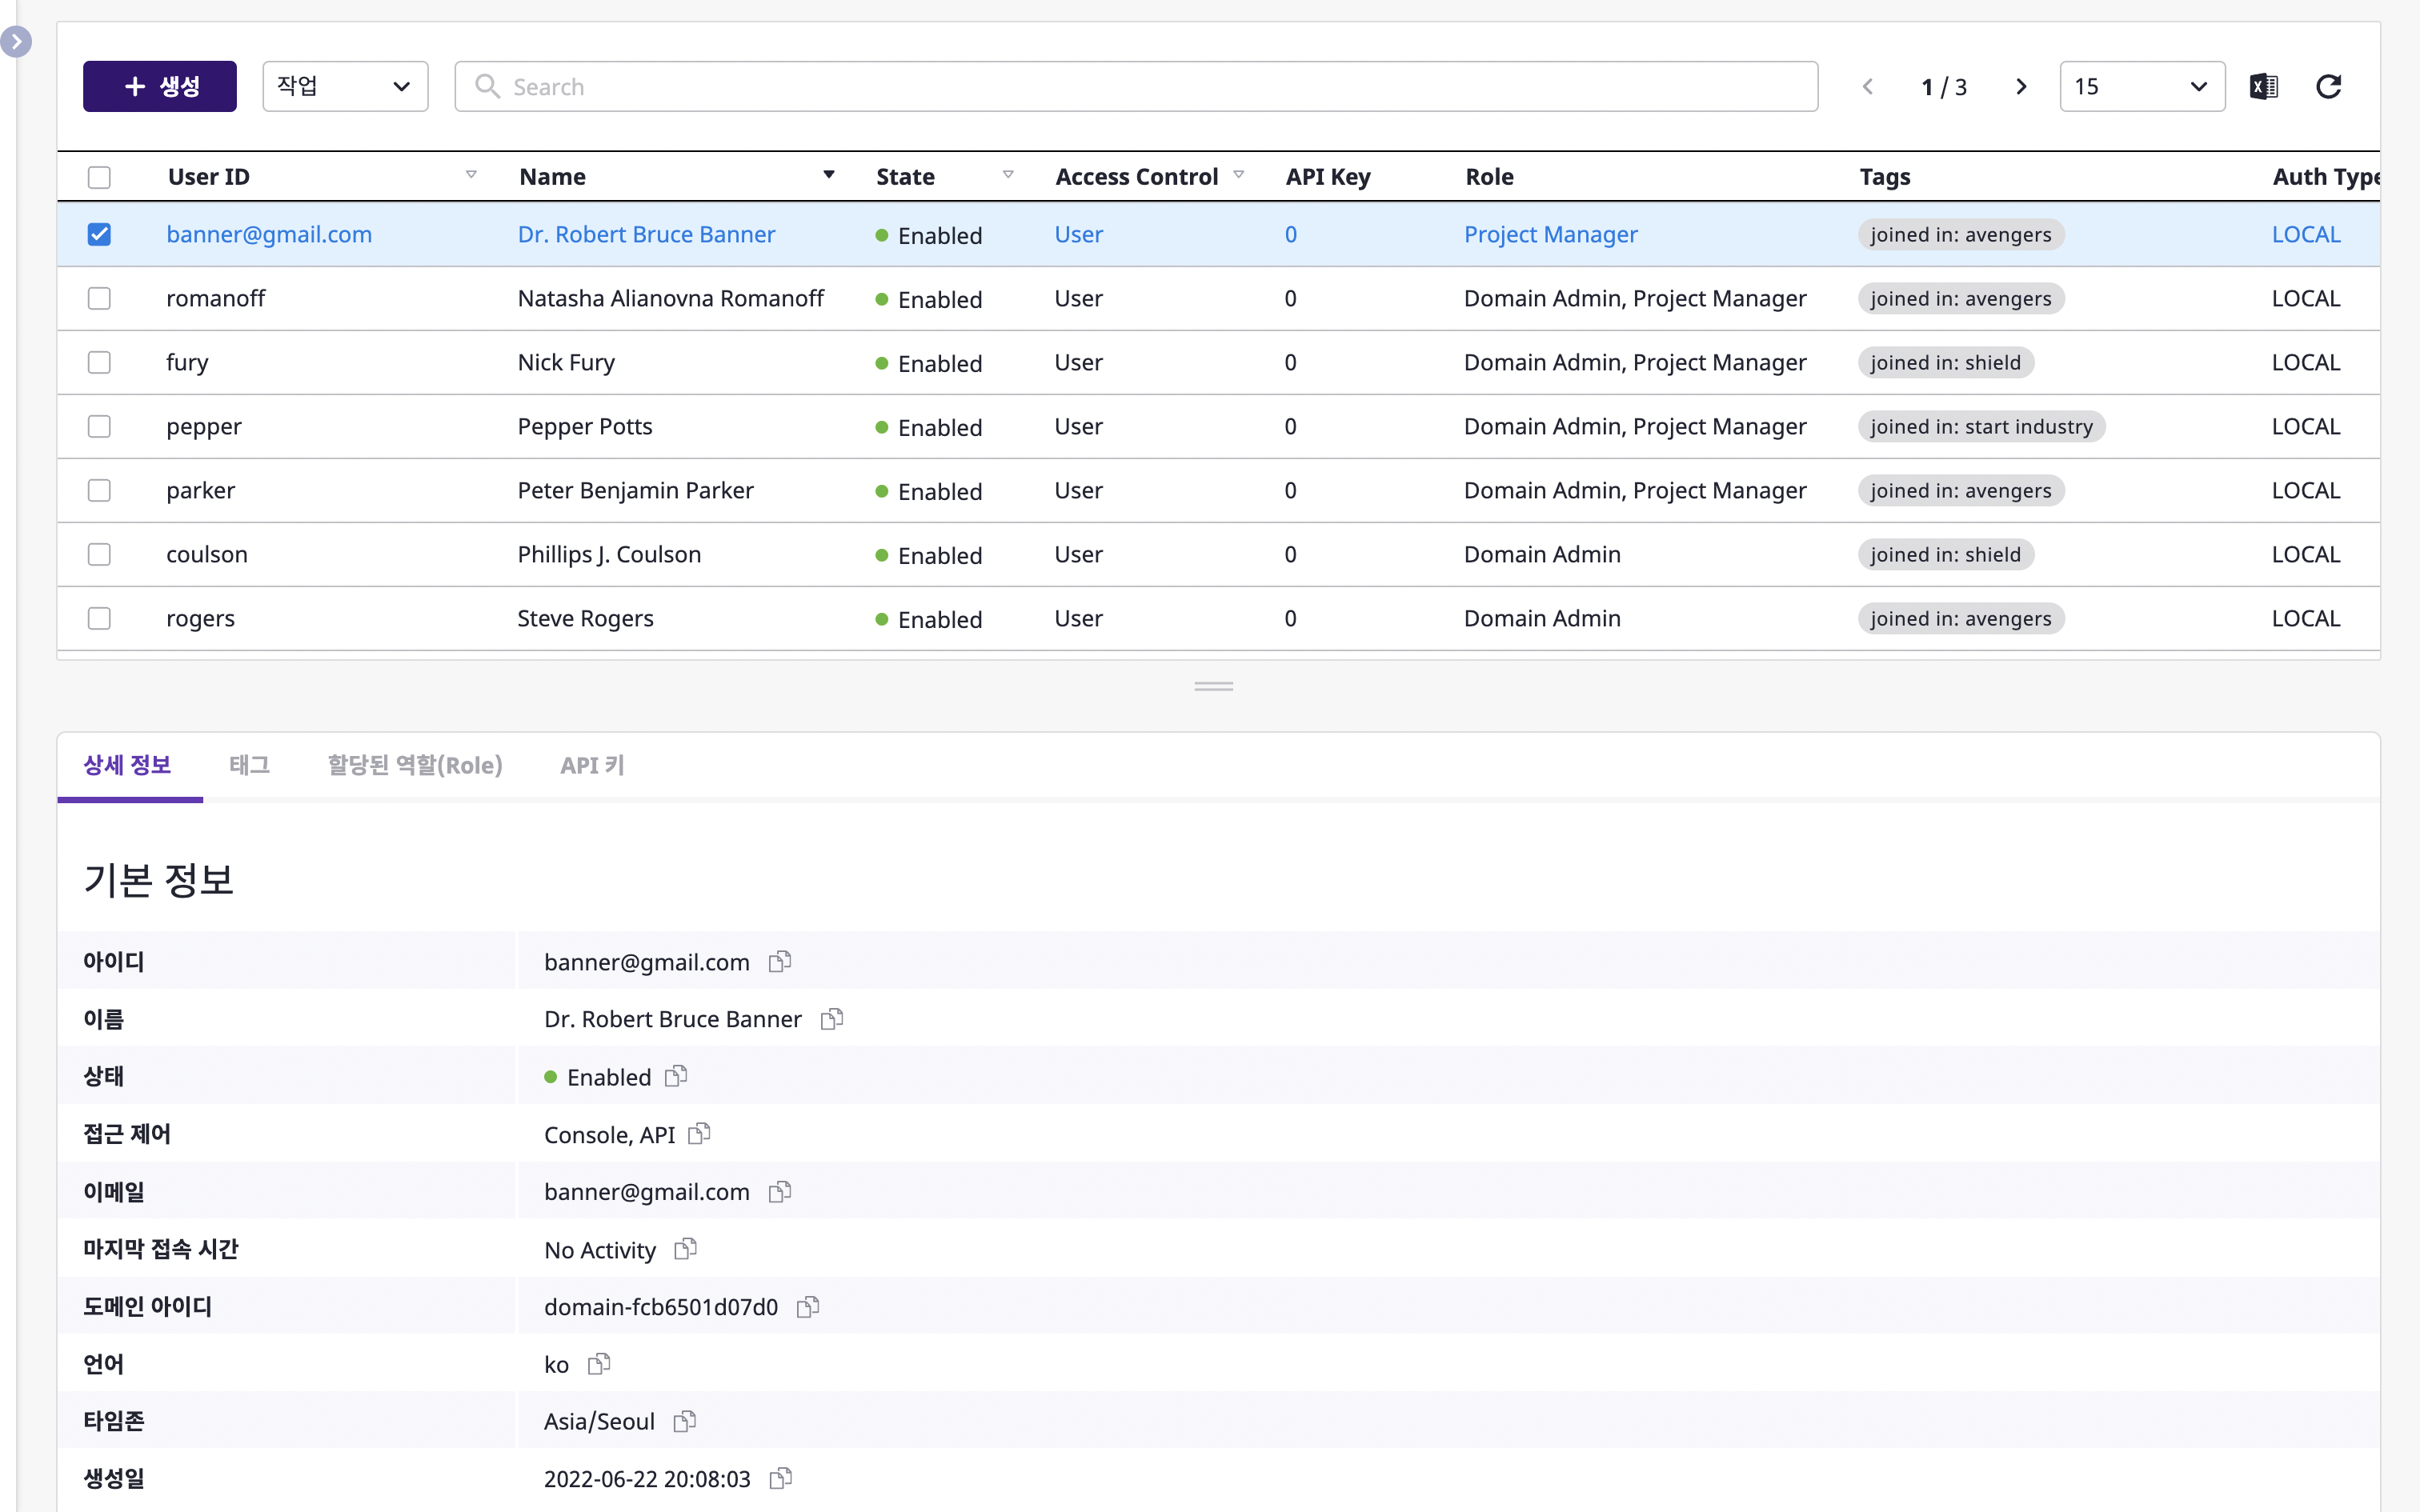 생성 작업 Search 1 / 3 15
User ID Name State Access Control API Key Role Tags Auth Type
banner@gmail.com Dr. Robert Bruce Banner Enabled User 0 Project Manager joined in: avengers LOCAL
romanoff Natasha Alianovna Romanoff Enabled User 0 Domain Admin, Project Manager joined in: avengers LOCAL
fury Nick Fury Enabled User 0 Domain Admin, Project Manager joined in: shield LOCAL
pepper Pepper Potts Enabled User 0 Domain Admin, Project Manager joined in: start industry LOCAL
parker Peter Benjamin Parker Enabled User 0 Domain Admin, Project Manager joined in: avengers LOCAL
coulson Phillips J. Coulson Enabled User 0 Domain Admin joined in: shield LOCAL
rogers Steve Rogers Enabled User 0 Domain Admin joined in: avengers LOCAL
상세 정보 태그 할당된 역할(Role) API 키
기본 정보
아이디 banner@gmail.com
이름 Dr. Robert Bruce Banner
상태 Enabled
접근 제어 Console, API
이메일 banner@gmail.com
마지막 접속 시간 No Activity
도메인 아이디 domain-fcb6501d07d0
언어 ko
타임존 Asia/Seoul
생성일 2022-06-22 20:08:03